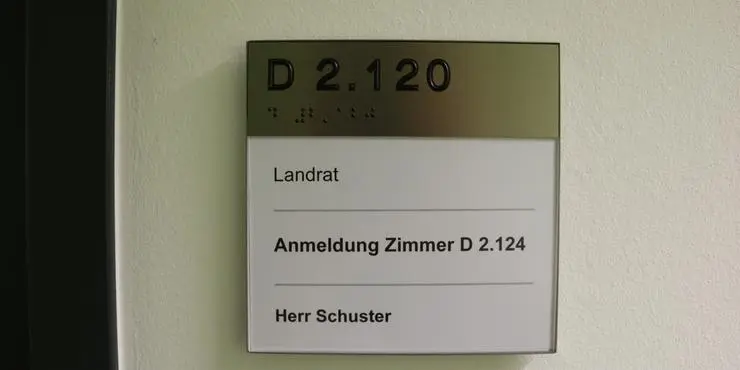 D 2.120
Landrat
Anmeldung Zimmer D 2.124
Herr Schuster